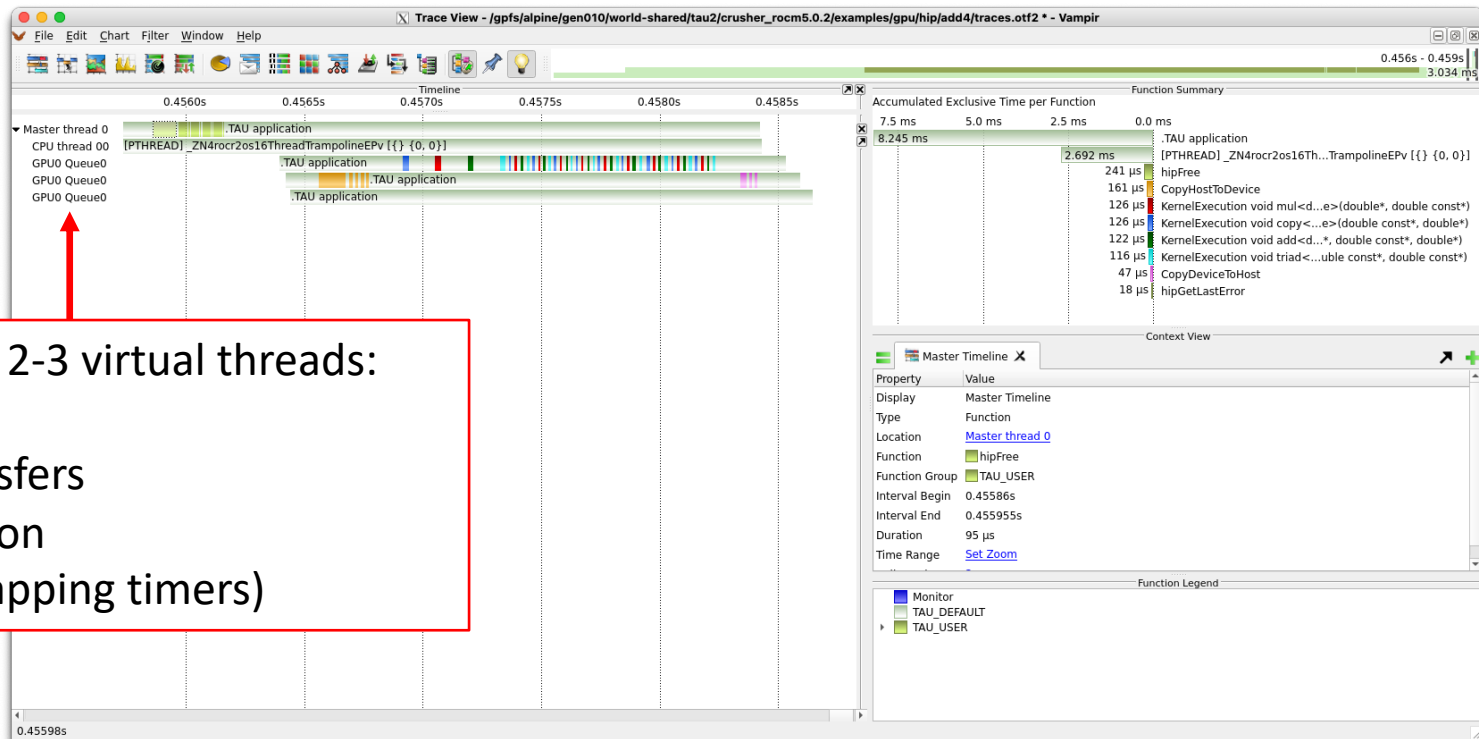 Trace View - /gpfs/alpine/gen010/world-shared/tau2/crusher_rocm5.0.2/examples/gpu/hip/add4/traces.otf2 * - Vampir
File Edit Chart Filter Window Help
0.456s - 0.459s
3.034 ms
Timeline
0.4560s 0.4565s 0.4570s 0.4575s 0.4580s 0.4585s
Master thread 0 .TAU application
CPU thread 00 [PTHREAD] _ZN4rocr2os16ThreadTrampolineEPv [{} {0, 0}]
GPU0 Queue0 .TAU application
GPU0 Queue0 .TAU application
GPU0 Queue0 .TAU application
2-3 virtual threads:
sfers
on
apping timers)
0.45598s
Function Summary
Accumulated Exclusive Time per Function
7.5 ms 5.0 ms 2.5 ms 0.0 ms
8.245 ms .TAU application
2.692 ms [PTHREAD] _ZN4rocr2os16Th...TrampolineEPv [{} {0, 0}]
241 µs hipFree
161 µs CopyHostToDevice
126 µs KernelExecution void mul<d...e>(double*, double const*)
126 µs KernelExecution void copy<...e>(double const*, double*)
122 µs KernelExecution void add<d...*, double const*, double*)
116 µs KernelExecution void triad<...uble const*, double const*)
47 µs CopyDeviceToHost
18 µs hipGetLastError
Context View
Master Timeline
Property Value
Display Master Timeline
Type Function
Location Master thread 0
Function hipFree
Function Group TAU_USER
Interval Begin 0.45586s
Interval End 0.455955s
Duration 95 µs
Time Range Set Zoom
Function Legend
Monitor
TAU_DEFAULT
TAU_USER